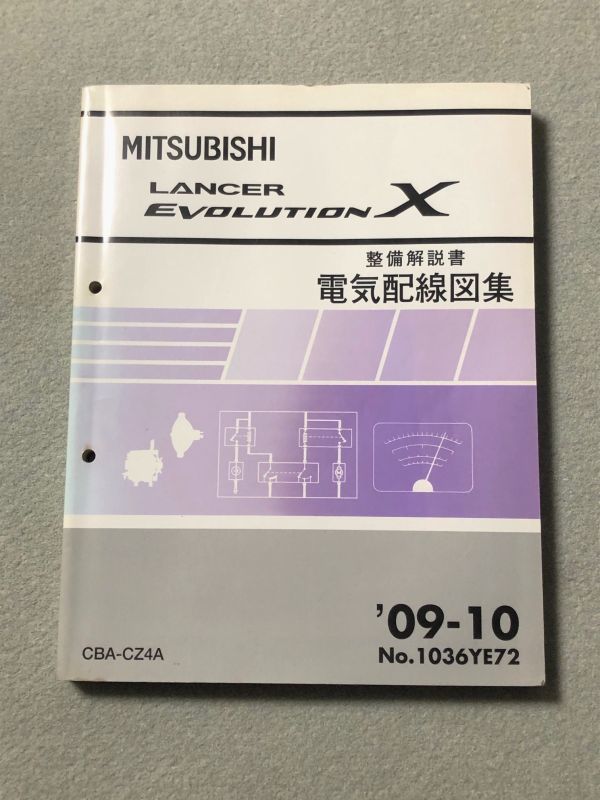 MITSUBISHI
LANCER
EVOLUTION X
整備解説書
電気配線図集
'09-10
No.1036YE72
CBA-CZ4A